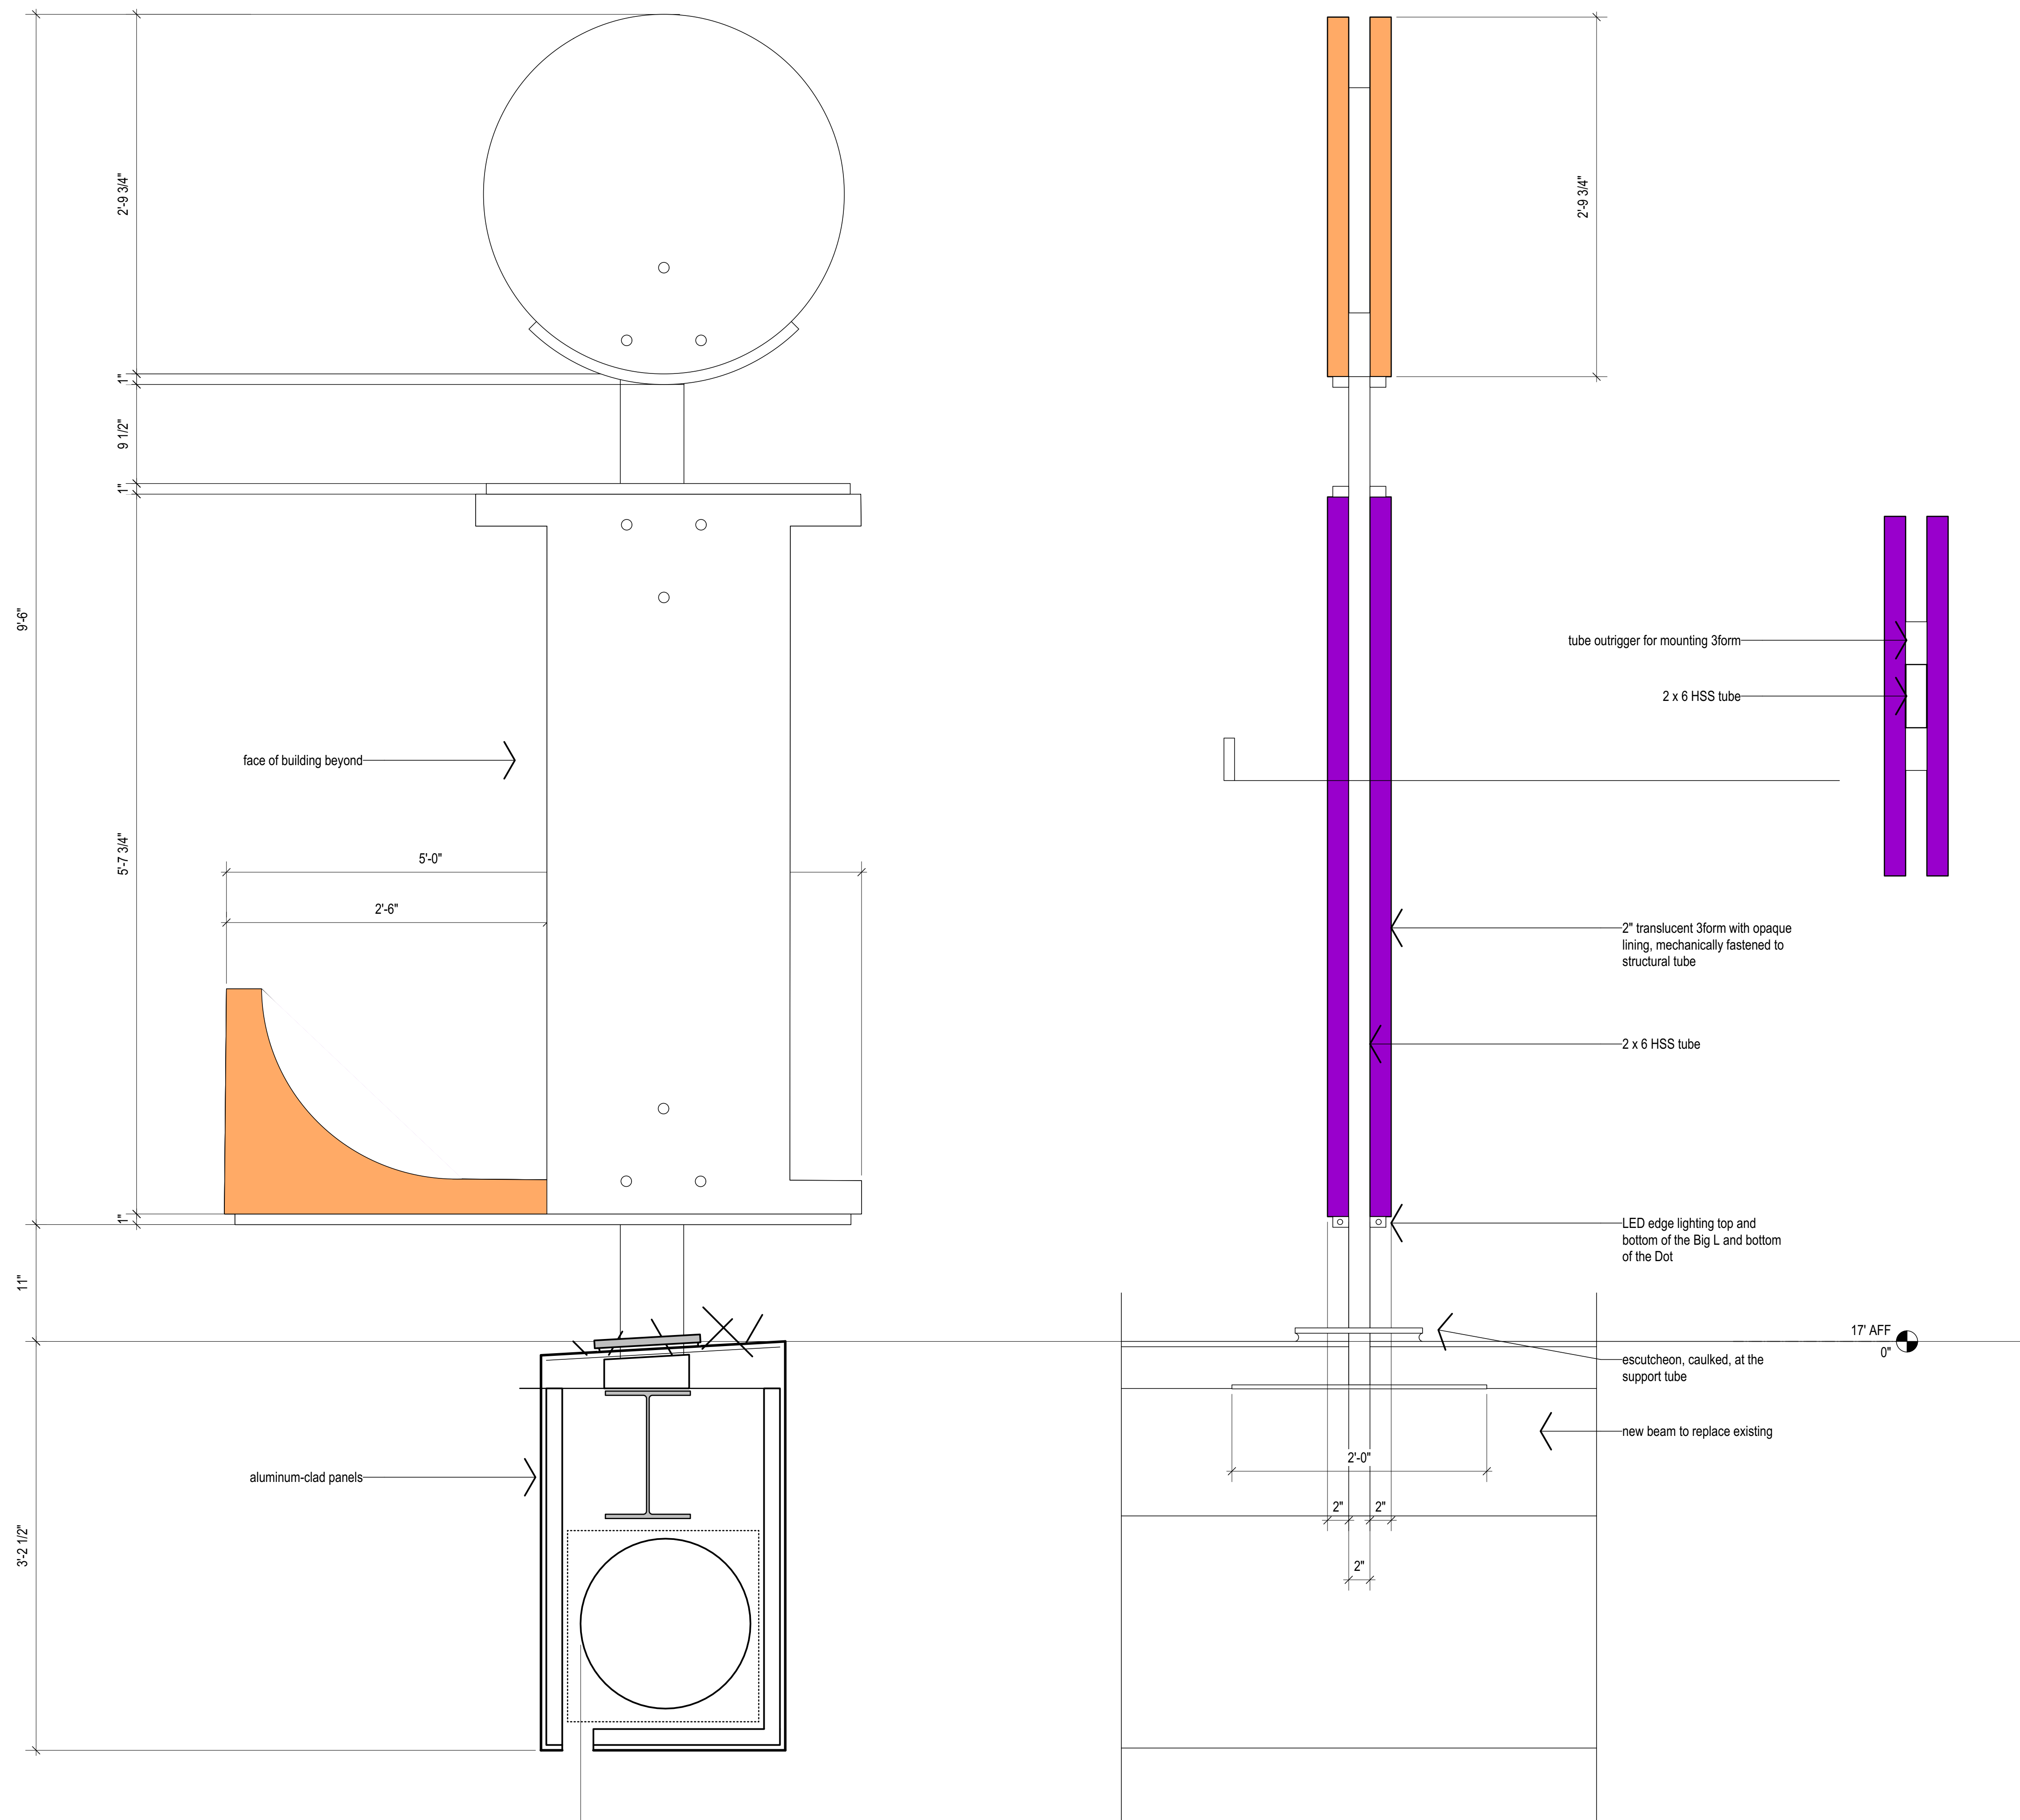 2'-9 3/4"
1"
9 1/2"
1"
9'-6"
5'-7 3/4"
1"
11"
3'-2 1/2"
face of building beyond
5'-0"
2'-6"
aluminum-clad panels
2'-9 3/4"
tube outrigger for mounting 3form
2 x 6 HSS tube
2" translucent 3form with opaque
lining, mechanically fastened to
structural tube
2 x 6 HSS tube
LED edge lighting top and
bottom of the Big L and bottom
of the Dot
17' AFF
0"
escutcheon, caulked, at the
support tube
new beam to replace existing
2'-0"
2"
2"
2"